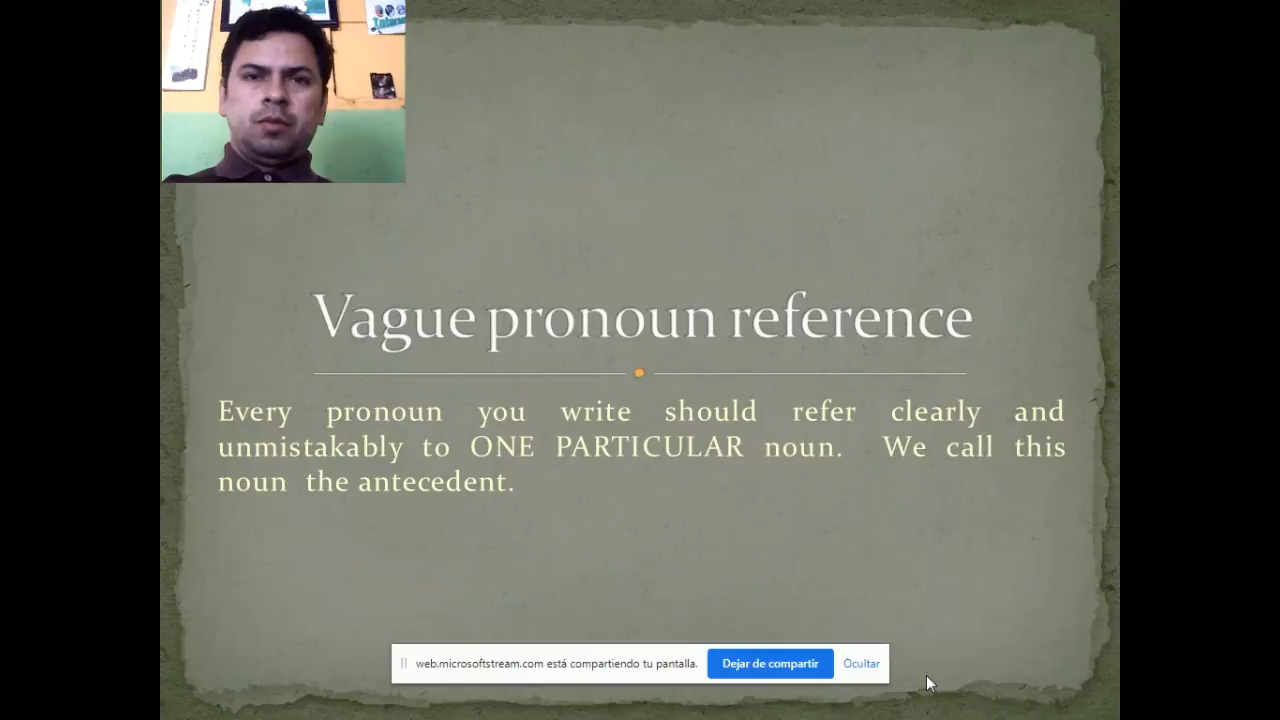 Vague pronoun reference
Every pronoun you write should refer clearly and
unmistakably to ONE PARTICULAR noun. We call this
noun the antecedent.
web.microsoftstream.com está compartiendo tu pantalla. Dejar de compartir Ocultar